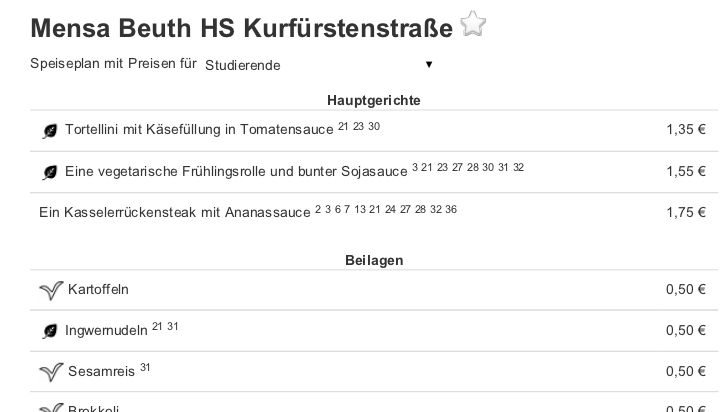 Mensa Beuth HS Kurfürstenstraße
Speiseplan mit Preisen für Studierende
Hauptgerichte
Tortellini mit Käsefüllung in Tomatensauce 21 23 30 1,35 €
Eine vegetarische Frühlingsrolle und bunter Sojasauce 3 21 23 27 28 30 31 32 1,55 €
Ein Kasselerrückensteak mit Ananassauce 2 3 6 7 13 21 24 27 28 32 36 1,75 €
Beilagen
Kartoffeln 0,50 €
Ingwernudeln 21 31 0,50 €
Sesamreis 31 0,50 €
Brokkoli 0,50 €